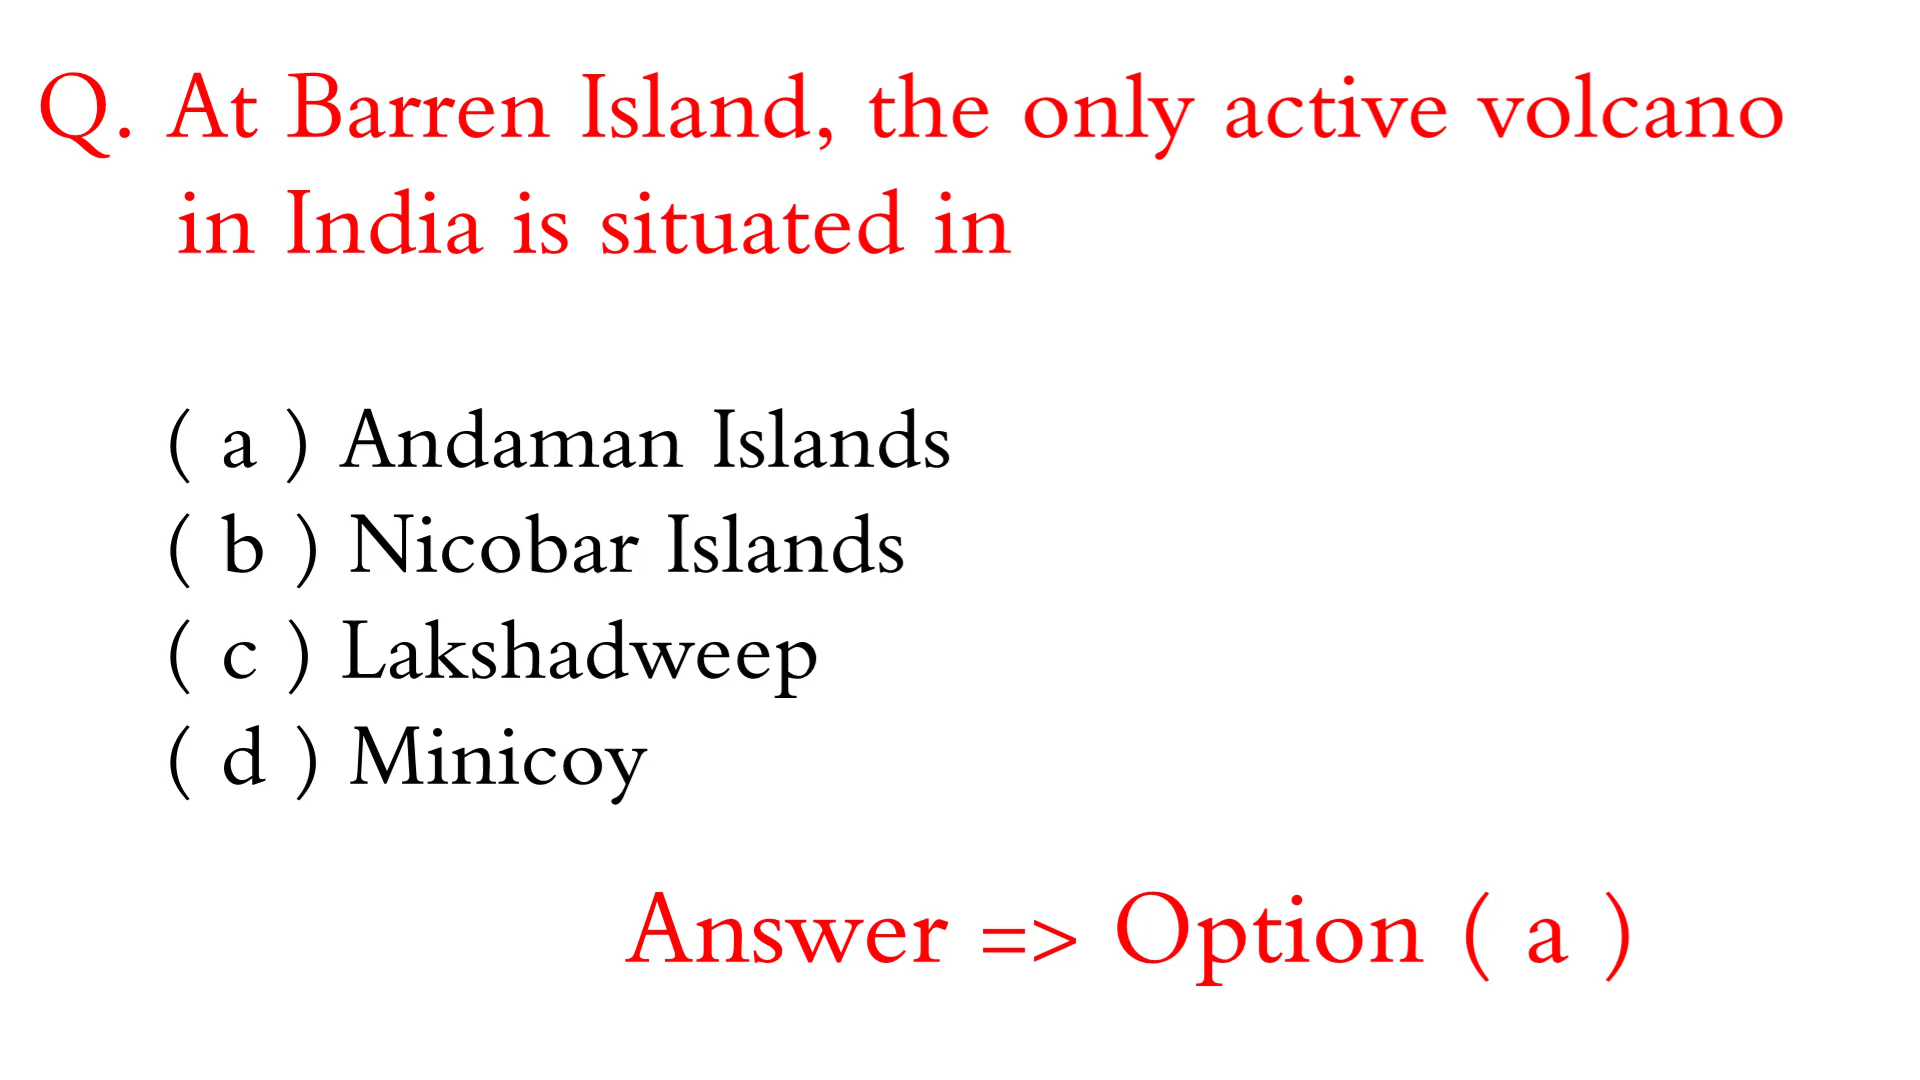 Q. At Barren Island, the only active volcano
in India is situated in
( a ) Andaman Islands
( b ) Nicobar Islands
( c ) Lakshadweep
( d ) Minicoy
Answer => Option ( a )